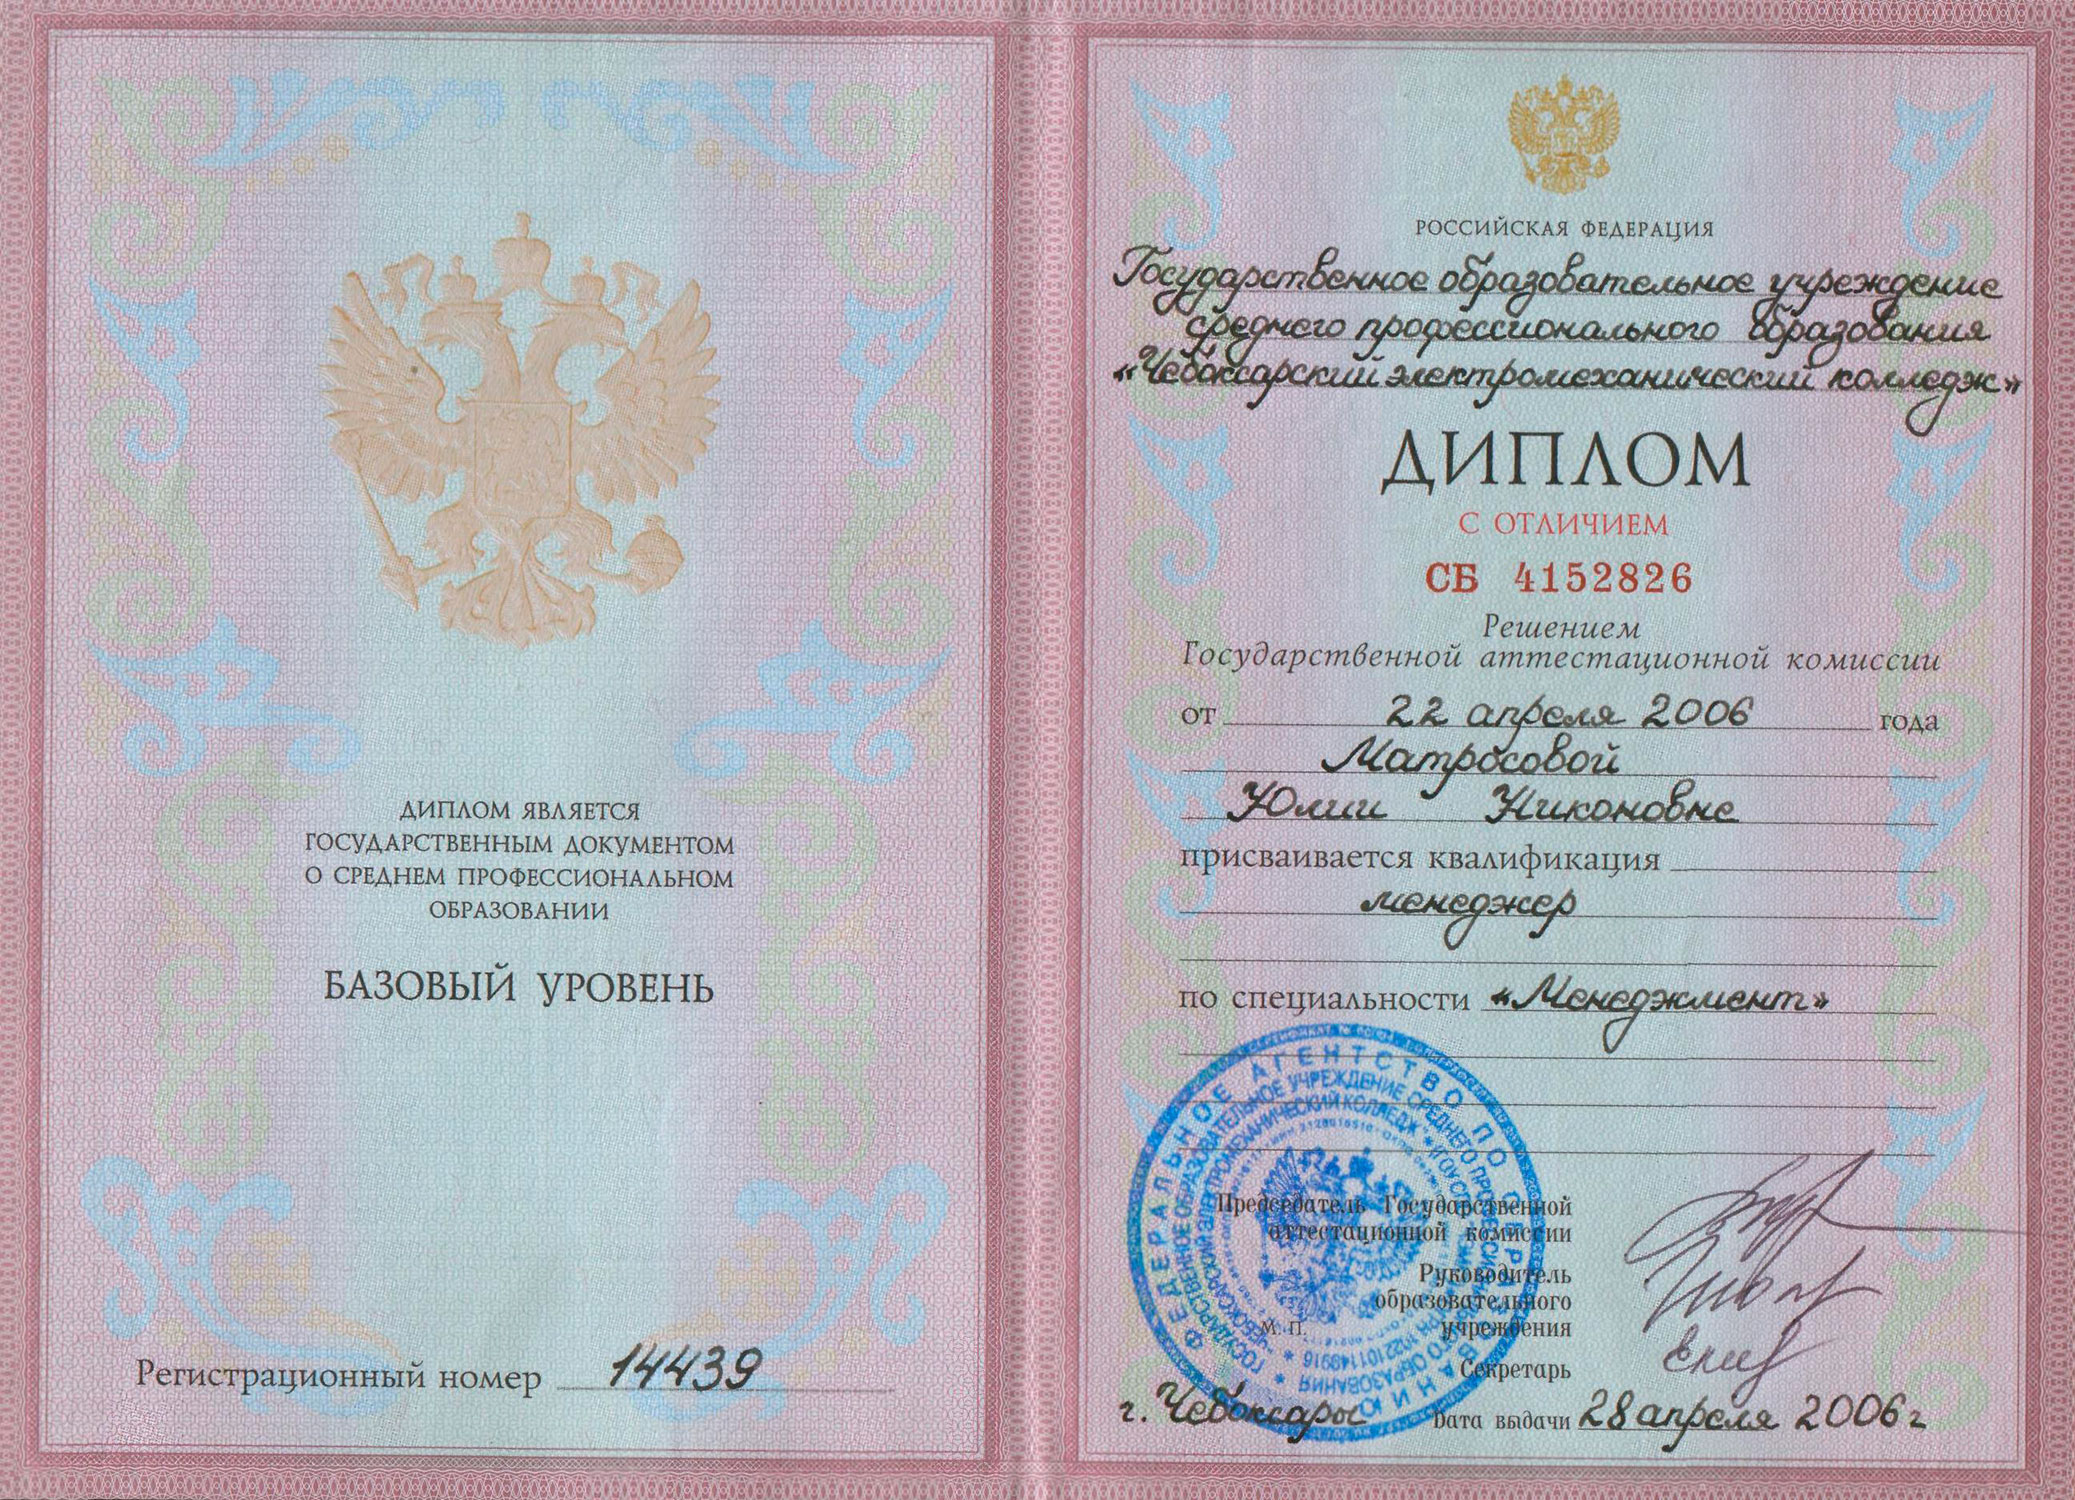 ДИПЛОМ ЯВЛЯЕТСЯ
ГОСУДАРСТВЕННЫМ ДОКУМЕНТОМ
О СРЕДНЕМ ПРОФЕССИОНАЛЬНОМ
ОБРАЗОВАНИИ
БАЗОВЫЙ УРОВЕНЬ
Регистрационный номер 14439
РОССИЙСКАЯ ФЕДЕРАЦИЯ
Государственное образовательное учреждение
среднего профессионального образования
«Чебоксарский электромеханический колледж»
ДИПЛОМ
С ОТЛИЧИЕМ
СБ 4152826
Решением
Государственной аттестационной комиссии
от 22 апреля 2006 года
Матросовой
Юлии Никоновне
присваивается квалификация
менеджер
по специальности «Менеджмент»
ФЕДЕРАЛЬНОЕ АГЕНТСТВО ПО ОБРАЗОВАНИЮ
ГОСУДАРСТВЕННОЕ ОБРАЗОВАТЕЛЬНОЕ УЧРЕЖДЕНИЕ СРЕДНЕГО ПРОФЕССИОНАЛЬНОГО ОБРАЗОВАНИЯ
"ЧЕБОКСАРСКИЙ ЭЛЕКТРОМЕХАНИЧЕСКИЙ КОЛЛЕДЖ"
Председатель Государственной
аттестационной комиссии
Руководитель
образовательного
М. П. учреждения
Секретарь
г. Чебоксары Дата выдачи 28 апреля 2006 г